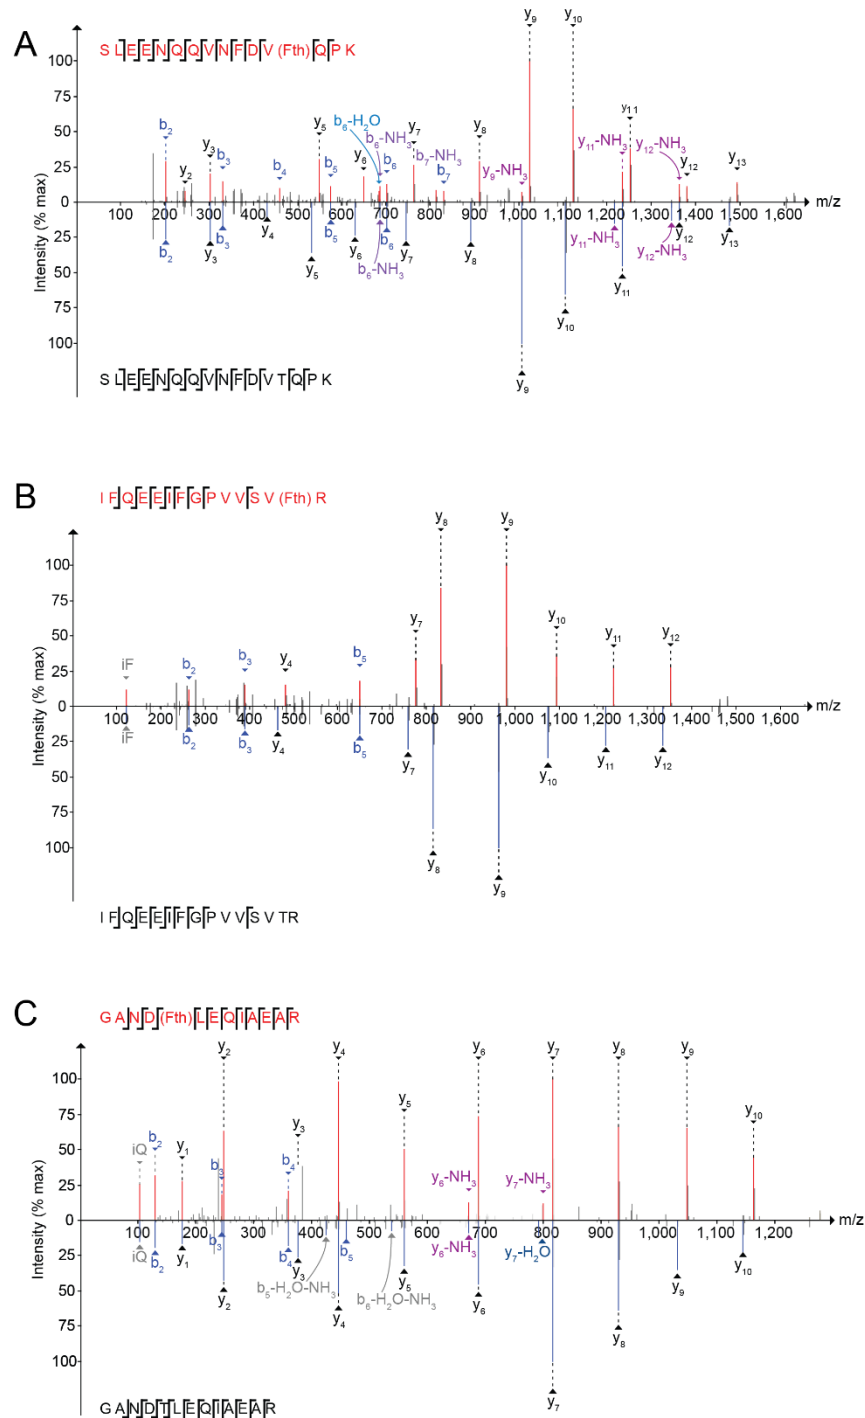 A
S L E E N Q Q V N F D V (Fth) Q P K
y9 y10
100
75
50
25
0
25
50
75
100
Intensity (% max)
b2 y2 y3 b3 b4 y5 b5 b6-H2O y6 b6-NH3 b6 y7 b7-NH3 b7 y8 y9-NH3 y11-NH3 y11 y12-NH3 y12 y13
100 200 300 400 500 600 700 800 900 1,000 1,100 1,200 1,300 1,400 1,500 1,600 m/z
b2 y3 b3 y4 y5 b5 y6 b6-NH3 b6 y7 y8 y9 y10 y11-NH3 y11 y12-NH3 y12 y13
S L E E N Q Q V N F D V T Q P K
B
I F Q E E I F G P V V S V (Fth) R
y8 y9
100
75
50
25
0
25
50
75
100
Intensity (% max)
iF b2 b3 y4 b5 y7 y10 y11 y12
100 200 300 400 500 600 700 800 900 1,000 1,100 1,200 1,300 1,400 1,500 1,600 m/z
iF b2 b3 y4 b5 y7 y8 y9 y10 y11 y12
I F Q E E I F G P V V S V T R
C
G A N D (Fth) L E Q I A E A R
y2 y4 y6 y7 y8 y9
100
75
50
25
0
25
50
75
100
Intensity (% max)
iQ b2 y1 b3 b4 y3 y5 y6-NH3 y7-NH3 y10
100 200 300 400 500 600 700 800 900 1,000 1,100 1,200 m/z
iQ b2 y1 b3 y2 b4 y3 b5-H2O-NH3 y4 b5 b6-H2O-NH3 y5 y6-NH3 y6 y7-H2O y7 y8 y9 y10
G A N D T L E Q I A E A R